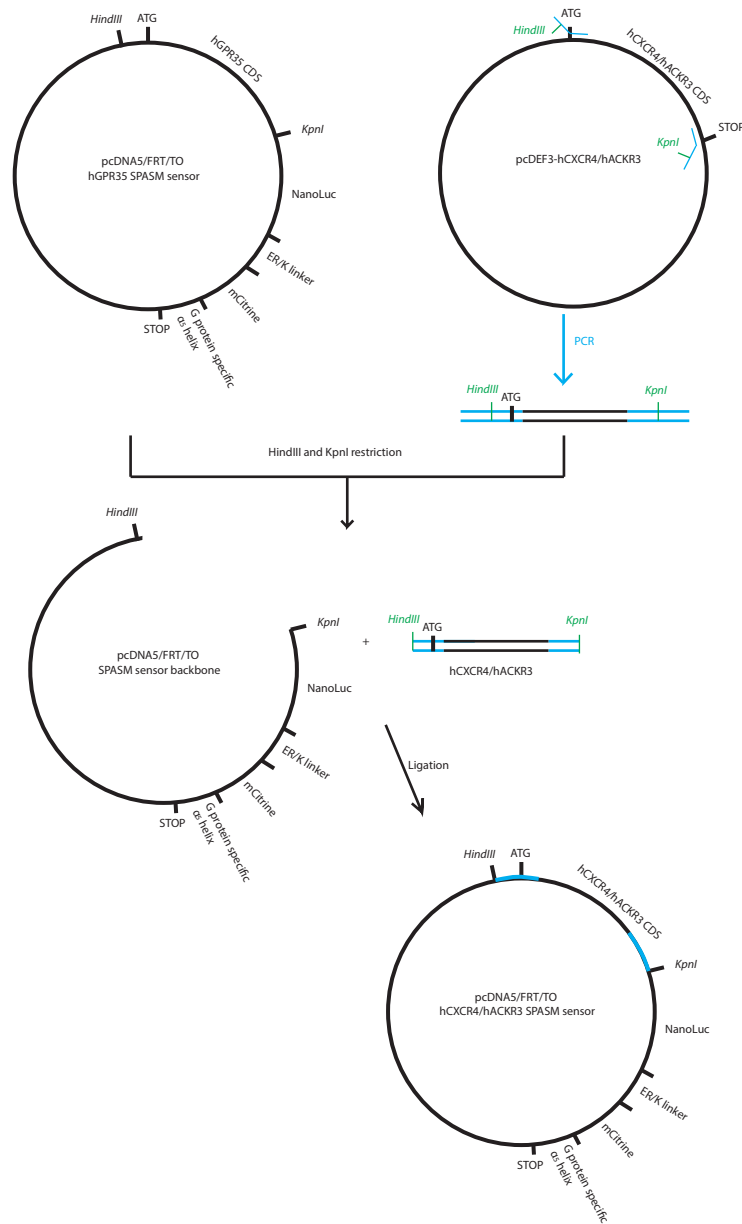 HindIII
ATG
hGPR35 CDS
KpnI
pcDNA5/FRT/TO
hGPR35 SPASM sensor
NanoLuc
ER/K linker
mCitrine
G protein specific
α5 helix
STOP
HindIII
ATG
hCXCR4/hACKR3 CDS
STOP
KpnI
pcDEF3-hCXCR4/hACKR3
PCR
HindIII
ATG
KpnI
HindIII and KpnI restriction
HindIII
KpnI
pcDNA5/FRT/TO
SPASM sensor backbone
NanoLuc
ER/K linker
mCitrine
G protein specific
α5 helix
STOP
+
HindIII
ATG
KpnI
hCXCR4/hACKR3
Ligation
HindIII
ATG
hCXCR4/hACKR3 CDS
KpnI
pcDNA5/FRT/TO
hCXCR4/hACKR3 SPASM sensor
NanoLuc
ER/K linker
mCitrine
G protein specific
α5 helix
STOP